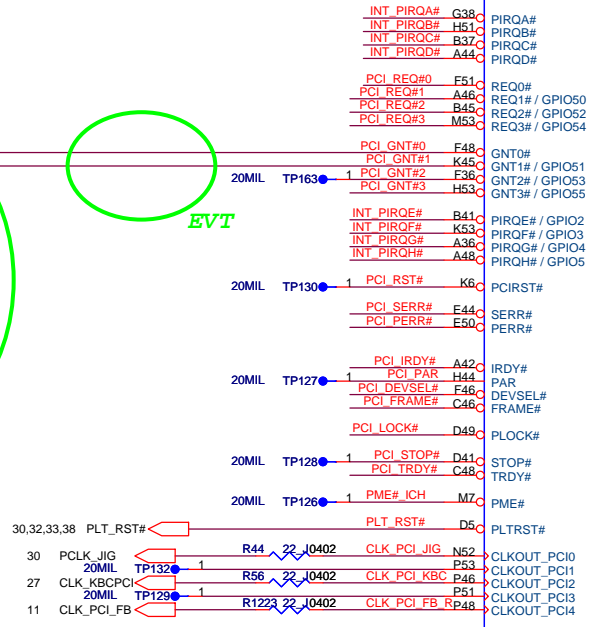 INT_PIRQA# G38 PIRQA#
INT_PIRQB# H51 PIRQB#
INT_PIRQC# B37 PIRQC#
INT_PIRQD# A44 PIRQD#
PCI_REQ#0 F51 REQ0#
PCI_REQ#1 A46 REQ1# / GPIO50
PCI_REQ#2 B45 REQ2# / GPIO52
PCI_REQ#3 M53 REQ3# / GPIO54
PCI_GNT#0 F48 GNT0#
PCI_GNT#1 K45 GNT1# / GPIO51
20MIL TP163 1 PCI_GNT#2 F36 GNT2# / GPIO53
PCI_GNT#3 H53 GNT3# / GPIO55
EVT
INT_PIRQE# B41 PIRQE# / GPIO2
INT_PIRQF# K53 PIRQF# / GPIO3
INT_PIRQG# A36 PIRQG# / GPIO4
INT_PIRQH# A48 PIRQH# / GPIO5
20MIL TP130 1 PCI_RST# K6 PCIRST#
PCI_SERR# E44 SERR#
PCI_PERR# E50 PERR#
PCI_IRDY# A42 IRDY#
20MIL TP127 1 PCI_PAR H44 PAR
PCI_DEVSEL# F46 DEVSEL#
PCI_FRAME# C46 FRAME#
PCI_LOCK# D49 PLOCK#
20MIL TP128 1 PCI_STOP# D41 STOP#
PCI_TRDY# C48 TRDY#
20MIL TP126 1 PME#_ICH M7 PME#
30,32,33,38 PLT_RST# PLT_RST# D5 PLTRST#
30 PCLK_JIG R44 22_J0402 CLK_PCI_JIG N52 CLKOUT_PCI0
20MIL TP132 1 P53 CLKOUT_PCI1
27 CLK_KBCPCI R56 22_J0402 CLK_PCI_KBC P46 CLKOUT_PCI2
20MIL TP129 1 P51 CLKOUT_PCI3
11 CLK_PCI_FB R1223 22_J0402 CLK_PCI_FB_R P48 CLKOUT_PCI4